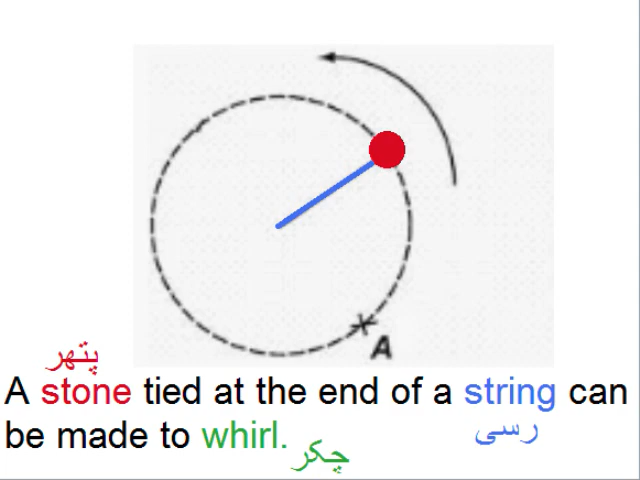 A
پتھر
A stone tied at the end of a string can
رسی
be made to whirl.
چکر